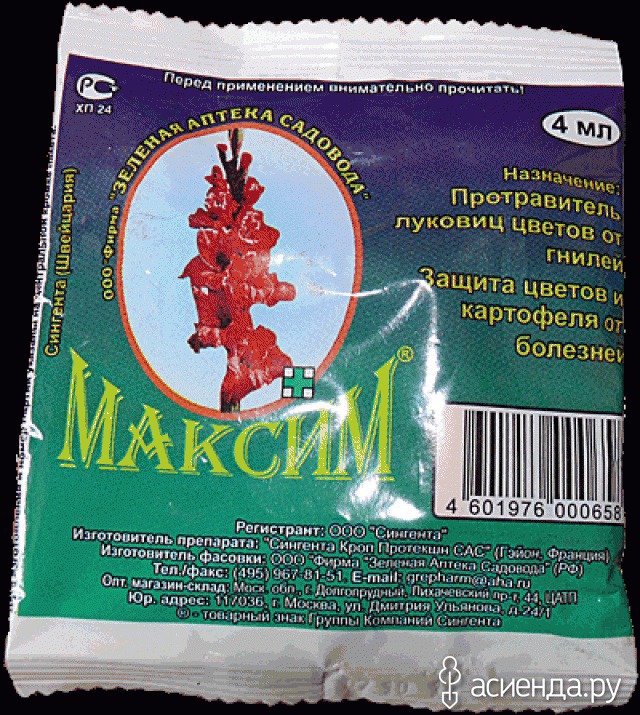 Перед применением внимательно прочитать!
РС
ХП 24
4 мл
ООО "Фирма "ЗЕЛЕНАЯ АПТЕКА САДОВОДА"
Сингента (Швейцария)
Назначение:
Протравитель
луковиц цветов от
гнилей
Защита цветов и
картофеля от
болезней
МАКСИМ®
4 601976 000658
Регистрант: ООО "Сингента"
Изготовитель препарата: "Сингента Кроп Протекшн САС" (Гэйон, Франция)
Изготовитель фасовки: ООО "Фирма "Зеленая Аптека Садовода" (РФ)
Тел./факс: (495) 967-81-51, E-mail: grepharm@aha.ru
Опт. магазин-склад: Моск. обл., г. Долгопрудный, Лихачевский пр-т, 44, ЦАТП
Юр. адрес: 117036, г. Москва, ул. Дмитрия Ульянова, д-24/1
® - товарный знак Группы Компаний Сингента
асиенда.ру